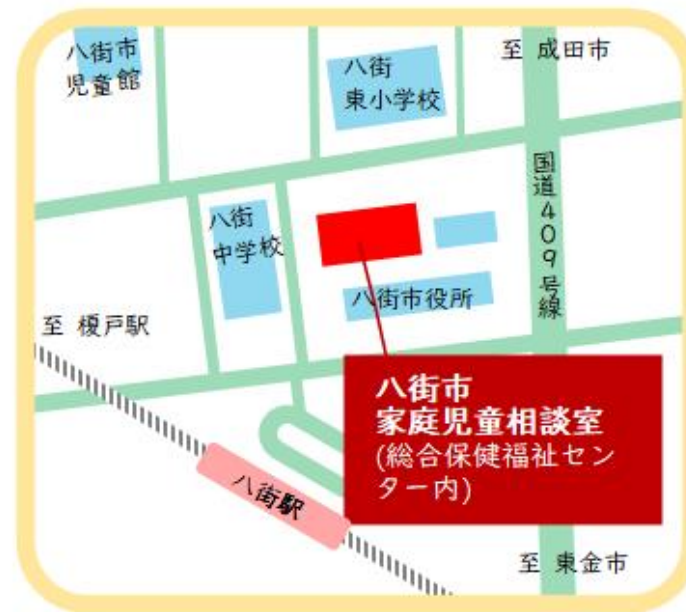 八街市
児童館
八街
東小学校
至 成田市
国道409号線
八街
中学校
八街市役所
至 榎戸駅
八街市
家庭児童相談室
(総合保健福祉セン
ター内)
八街駅
至 東金市